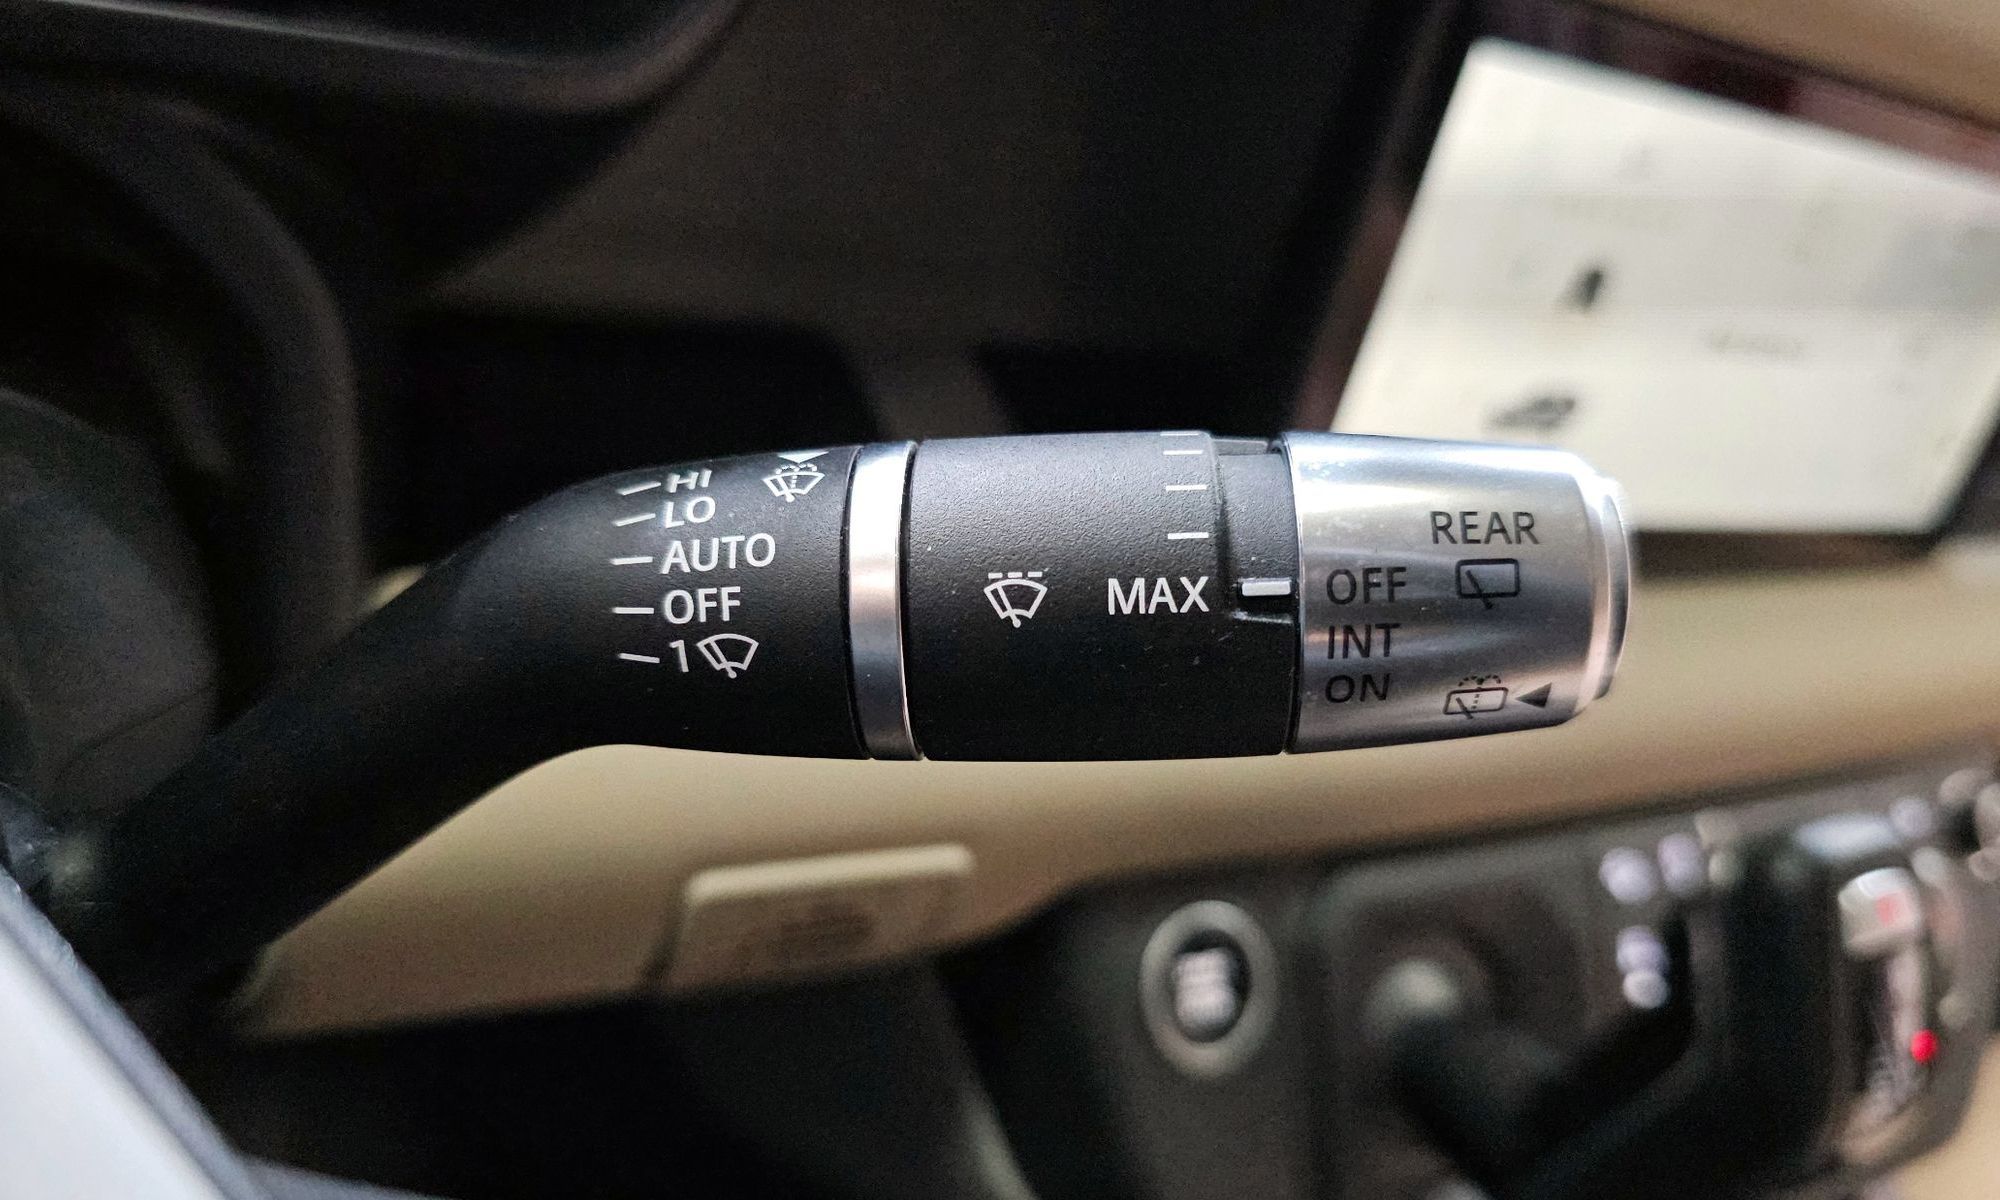 HI
LO
AUTO
OFF
1
MAX
REAR
OFF
INT
ON